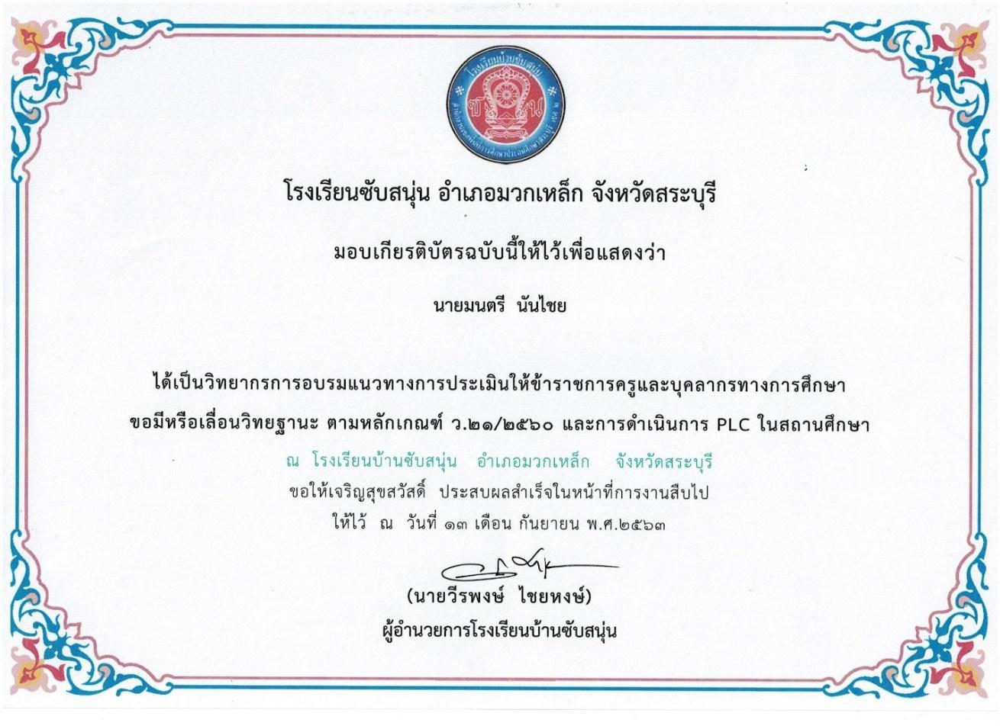 โรงเรียนบ้านซับสนุ่น
ซ น
สำนักงานเขตพื้นที่การศึกษาประถมศึกษาสระบุรี เขต ๒
โรงเรียนซับสนุ่น อำเภอมวกเหล็ก จังหวัดสระบุรี
มอบเกียรติบัตรฉบับนี้ให้ไว้เพื่อแสดงว่า
นายมนตรี นันไชย
ได้เป็นวิทยากรการอบรมแนวทางการประเมินให้ข้าราชการครูและบุคลากรทางการศึกษา
ขอมีหรือเลื่อนวิทยฐานะ ตามหลักเกณฑ์ ว.๒๑/๒๕๖๐ และการดำเนินการ PLC ในสถานศึกษา
ณ โรงเรียนบ้านซับสนุ่น อำเภอมวกเหล็ก จังหวัดสระบุรี
ขอให้เจริญสุขสวัสดิ์ ประสบผลสำเร็จในหน้าที่การงานสืบไป
ให้ไว้ ณ วันที่ ๑๓ เดือน กันยายน พ.ศ.๒๕๖๓
(นายวีรพงษ์ ไชยหงษ์)
ผู้อำนวยการโรงเรียนบ้านซับสนุ่น